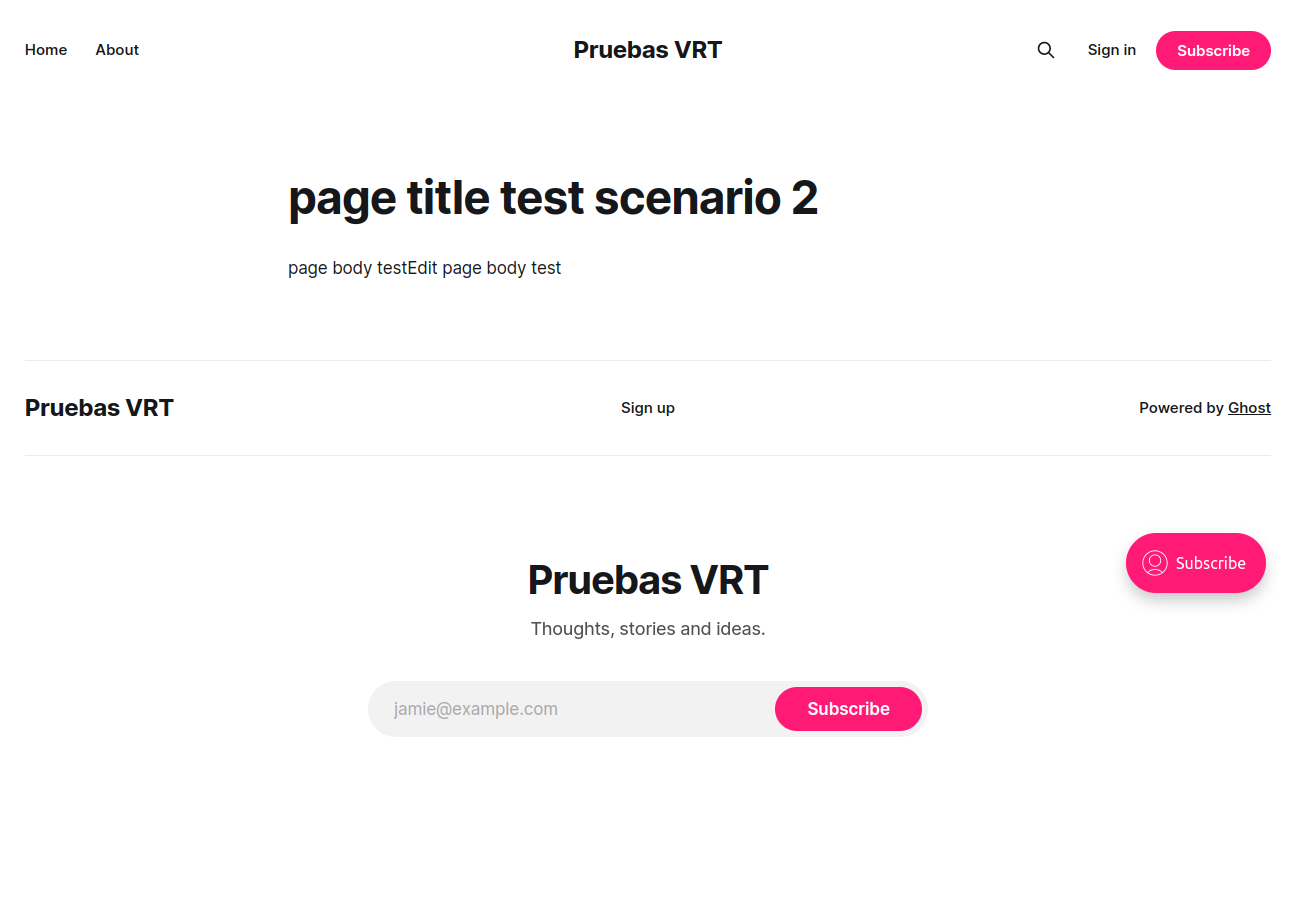 Home About Pruebas VRT Sign in Subscribe
page title test scenario 2
page body testEdit page body test
Pruebas VRT Sign up Powered by Ghost
Subscribe
Pruebas VRT
Thoughts, stories and ideas.
jamie@example.com Subscribe